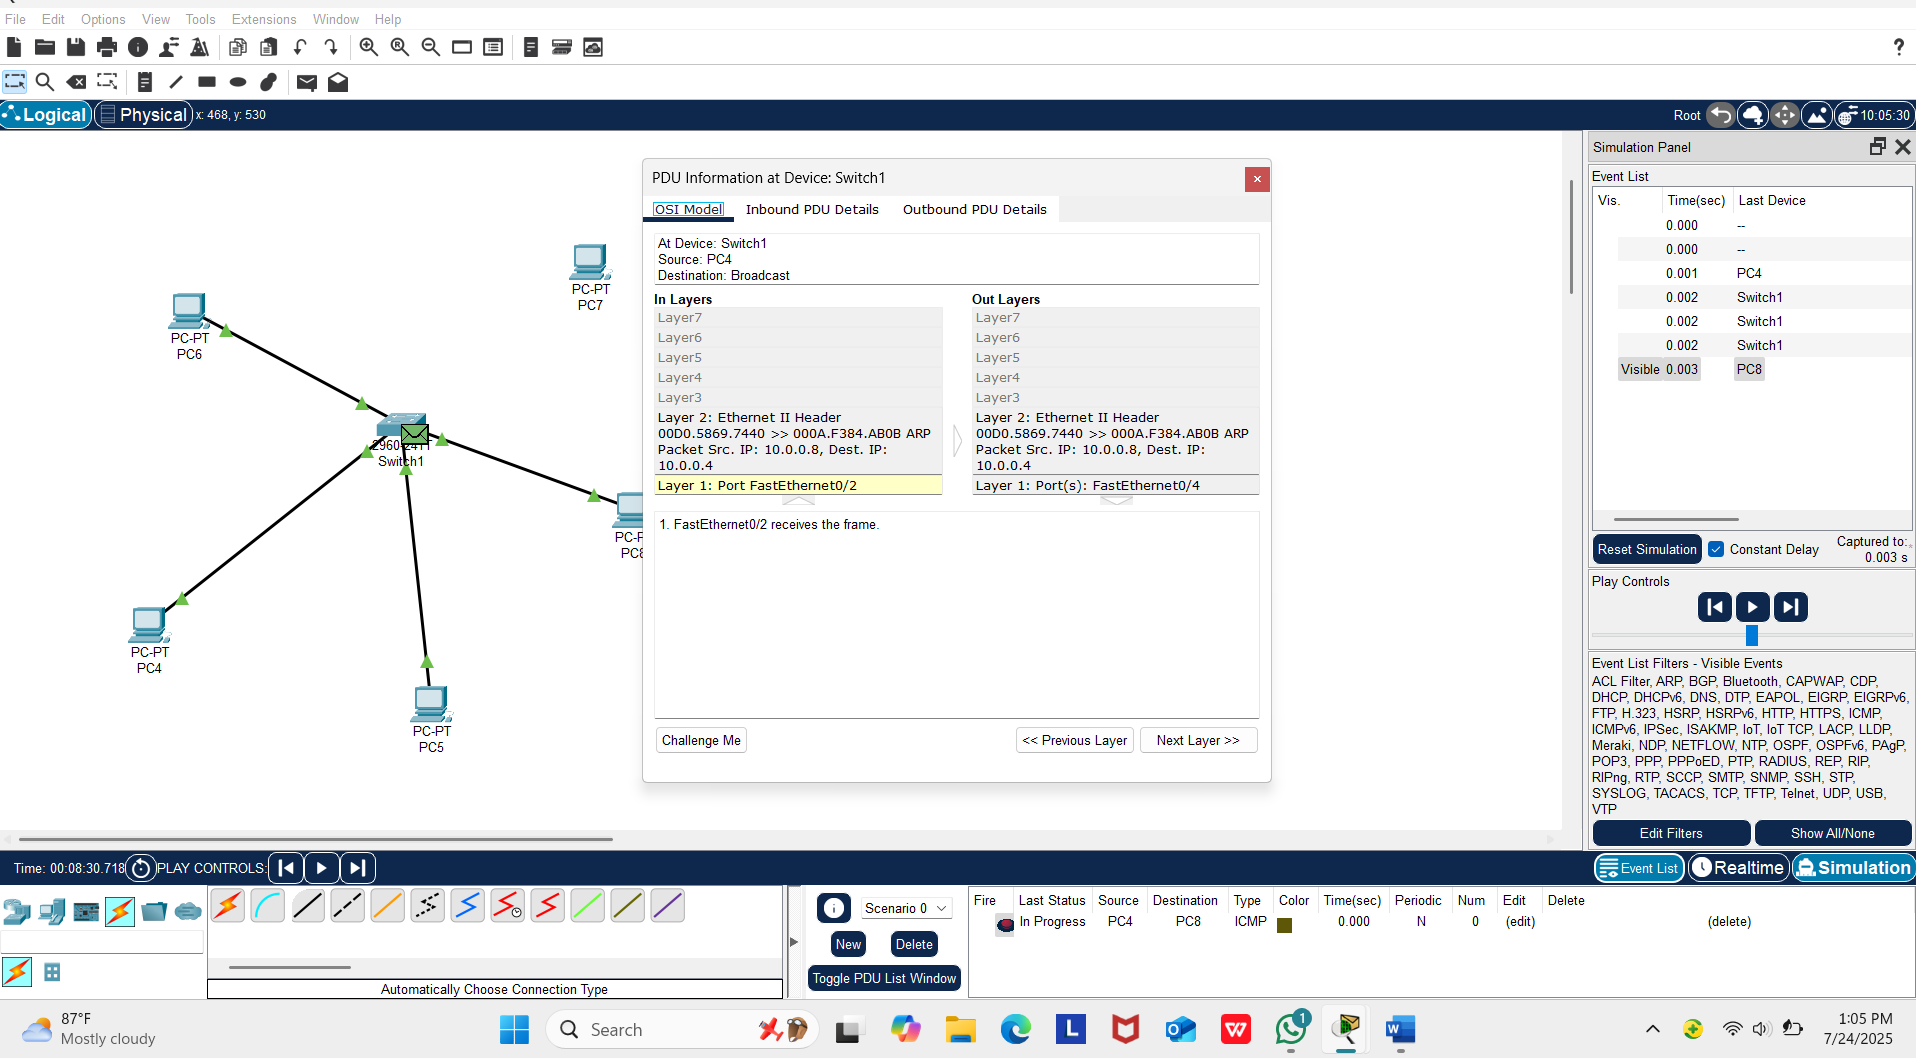 File Edit Options View Tools Extensions Window Help
?
Logical Physical x: 468, y: 530 Root 10:05:30
PC-PT
PC6
PC-PT
PC7
Switch1
PC-PT
PC4
PC-PT
PC5
PDU Information at Device: Switch1
OSI Model Inbound PDU Details Outbound PDU Details
At Device: Switch1
Source: PC4
Destination: Broadcast
In Layers Out Layers
Layer7 Layer7
Layer6 Layer6
Layer5 Layer5
Layer4 Layer4
Layer3 Layer3
Layer 2: Ethernet II Header Layer 2: Ethernet II Header
00D0.5869.7440 >> 000A.F384.AB0B ARP 00D0.5869.7440 >> 000A.F384.AB0B ARP
Packet Src. IP: 10.0.0.8, Dest. IP: Packet Src. IP: 10.0.0.8, Dest. IP:
10.0.0.4 10.0.0.4
Layer 1: Port FastEthernet0/2 Layer 1: Port(s): FastEthernet0/4
1. FastEthernet0/2 receives the frame.
Challenge Me << Previous Layer Next Layer >>
Simulation Panel
Event List
Vis. Time(sec) Last Device
0.000 --
0.000 --
0.001 PC4
0.002 Switch1
0.002 Switch1
0.002 Switch1
Visible 0.003 PC8
Reset Simulation Constant Delay Captured to:
0.003 s
Play Controls
Event List Filters - Visible Events
ACL Filter, ARP, BGP, Bluetooth, CAPWAP, CDP,
DHCP, DHCPv6, DNS, DTP, EAPOL, EIGRP, EIGRPv6,
FTP, H.323, HSRP, HSRPv6, HTTP, HTTPS, ICMP,
ICMPv6, IPSec, ISAKMP, IoT, IoT TCP, LACP, LLDP,
Meraki, NDP, NETFLOW, NTP, OSPF, OSPFv6, PAgP,
POP3, PPP, PPPoED, PTP, RADIUS, REP, RIP,
RIPng, RTP, SCCP, SMTP, SNMP, SSH, STP,
SYSLOG, TACACS, TCP, TFTP, Telnet, UDP, USB,
VTP
Edit Filters Show All/None
Time: 00:08:30.718 PLAY CONTROLS: Event List Realtime Simulation
Automatically Choose Connection Type
Scenario 0
New Delete
Toggle PDU List Window
Fire Last Status Source Destination Type Color Time(sec) Periodic Num Edit Delete
In Progress PC4 PC8 ICMP 0.000 N 0 (edit) (delete)
87°F
Mostly cloudy
Search
L
W
1
W
1:05 PM
7/24/2025